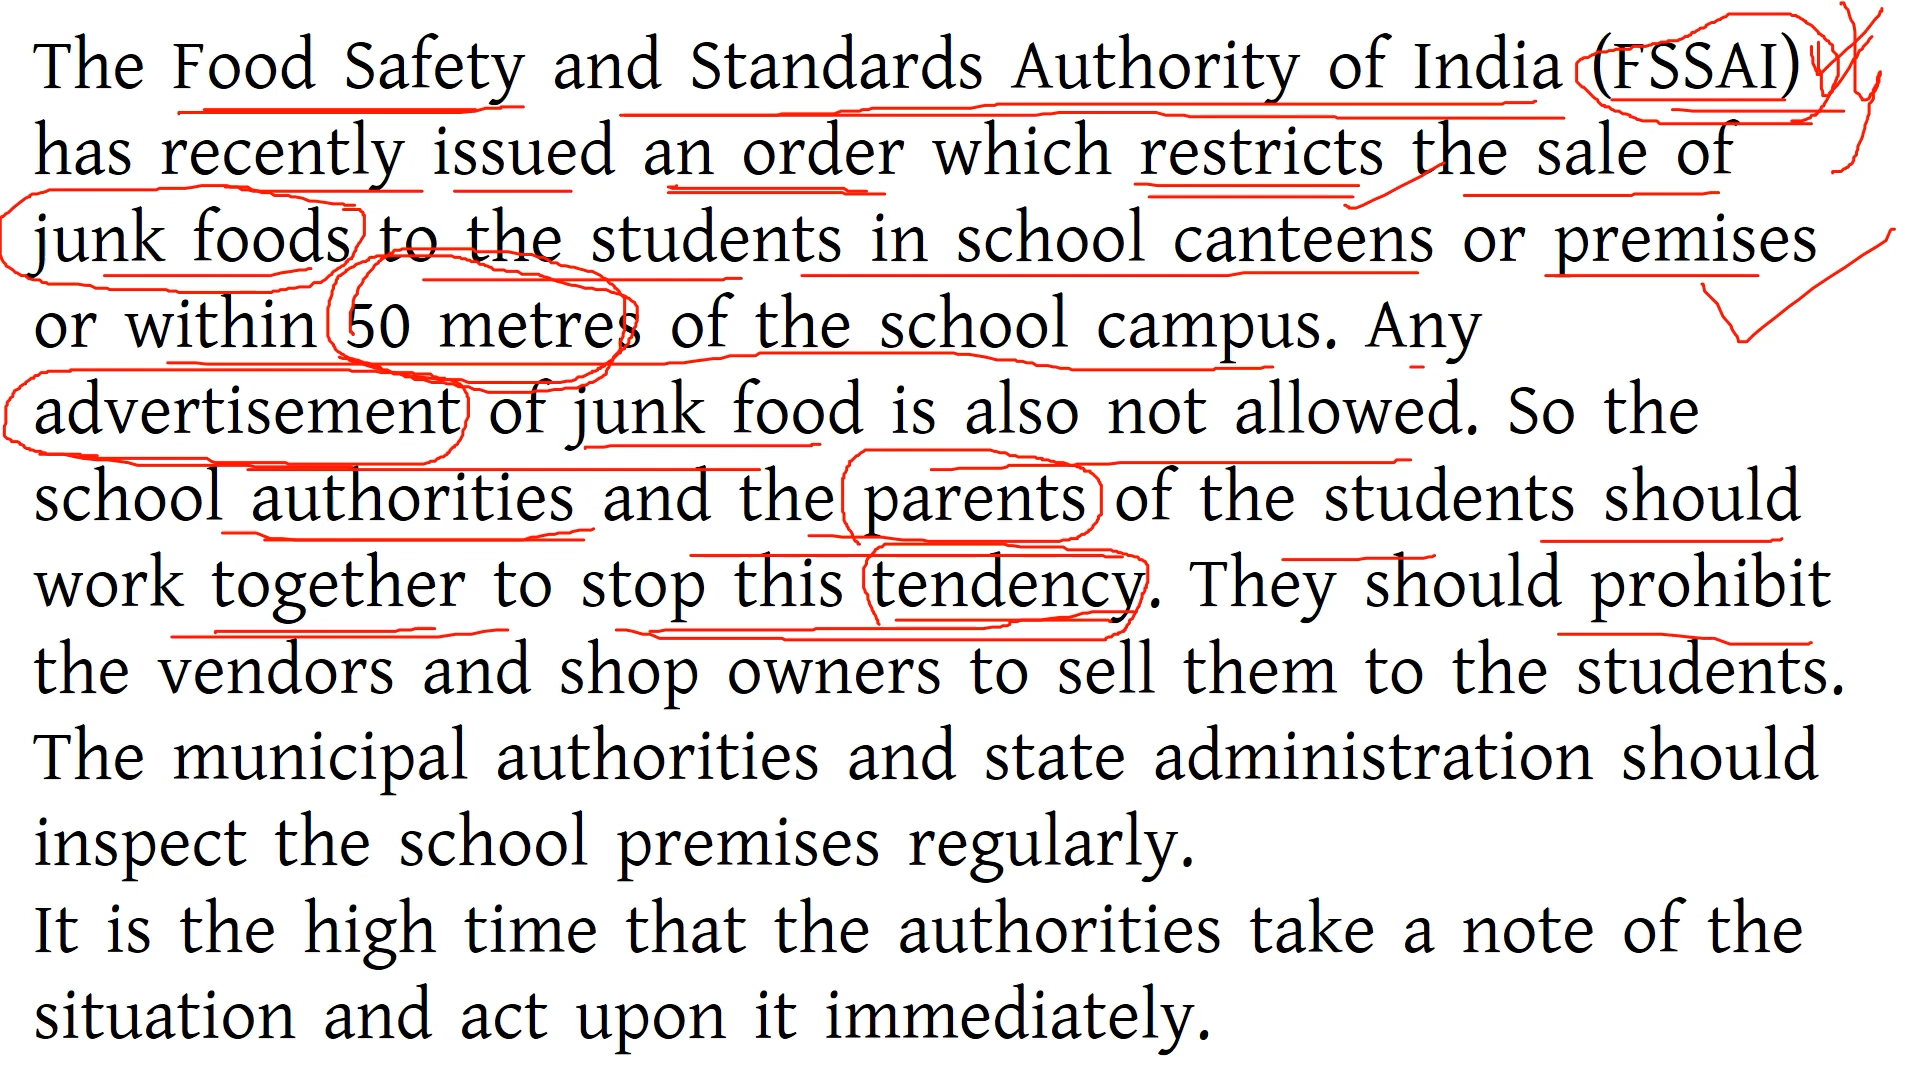 The Food Safety and Standards Authority of India (FSSAI)
has recently issued an order which restricts the sale of
junk foods to the students in school canteens or premises
or within 50 metres of the school campus. Any
advertisement of junk food is also not allowed. So the
school authorities and the parents of the students should
work together to stop this tendency. They should prohibit
the vendors and shop owners to sell them to the students.
The municipal authorities and state administration should
inspect the school premises regularly.
It is the high time that the authorities take a note of the
situation and act upon it immediately.